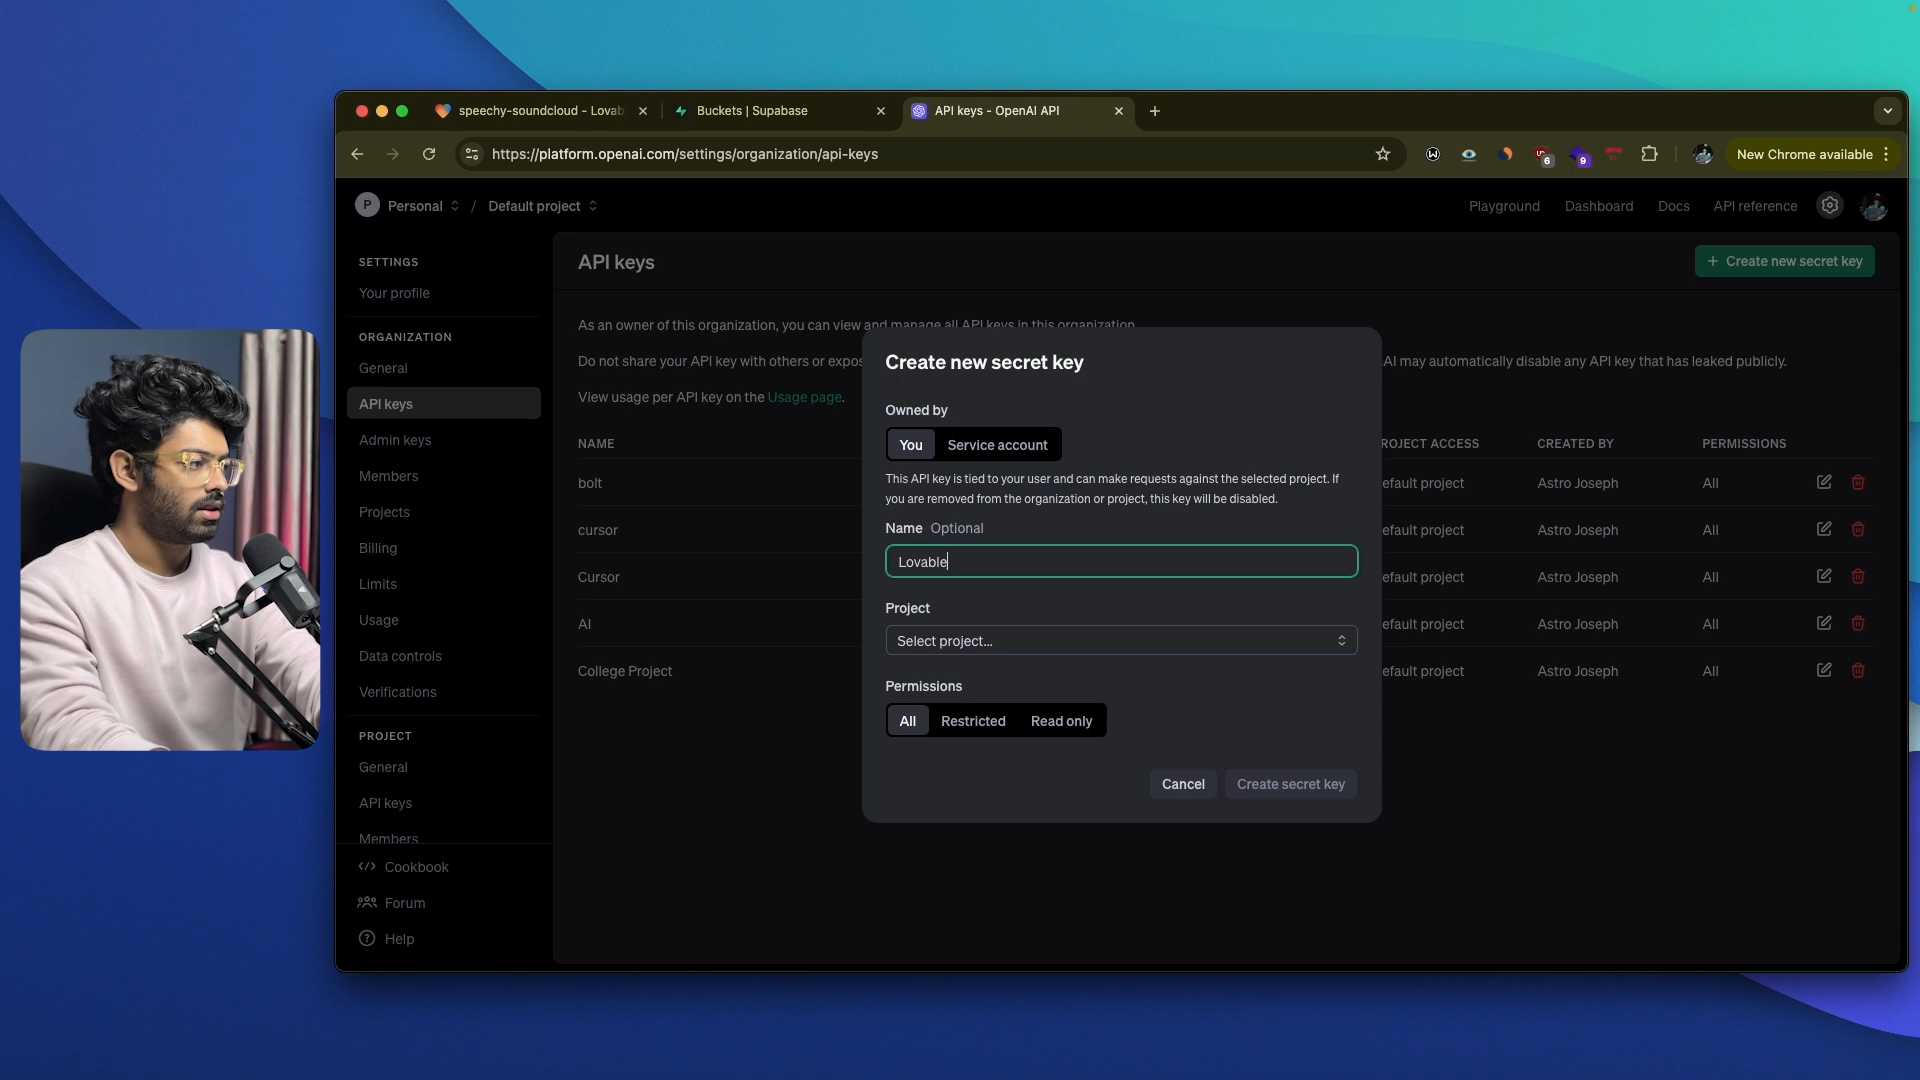 speechy-soundcloud - Lovab
Buckets | Supabase
API keys - OpenAI API
https://platform.openai.com/settings/organization/api-keys
6
9
New Chrome available
P
Personal
/
Default project
Playground
Dashboard
Docs
API reference
SETTINGS
Your profile
ORGANIZATION
General
API keys
Admin keys
Members
Projects
Billing
Limits
Usage
Data controls
Verifications
PROJECT
General
API keys
Members
Cookbook
Forum
Help
API keys
+ Create new secret key
As an owner of this organization, you can view and manage all API keys in this organization.
Do not share your API key with others or expos
AI may automatically disable any API key that has leaked publicly.
View usage per API key on the Usage page.
NAME
ROJECT ACCESS
CREATED BY
PERMISSIONS
bolt
efault project
Astro Joseph
All
cursor
efault project
Astro Joseph
All
Cursor
efault project
Astro Joseph
All
AI
efault project
Astro Joseph
All
College Project
efault project
Astro Joseph
All
Create new secret key
Owned by
You
Service account
This API key is tied to your user and can make requests against the selected project. If
you are removed from the organization or project, this key will be disabled.
Name Optional
Lovable
Project
Select project...
Permissions
All
Restricted
Read only
Cancel
Create secret key